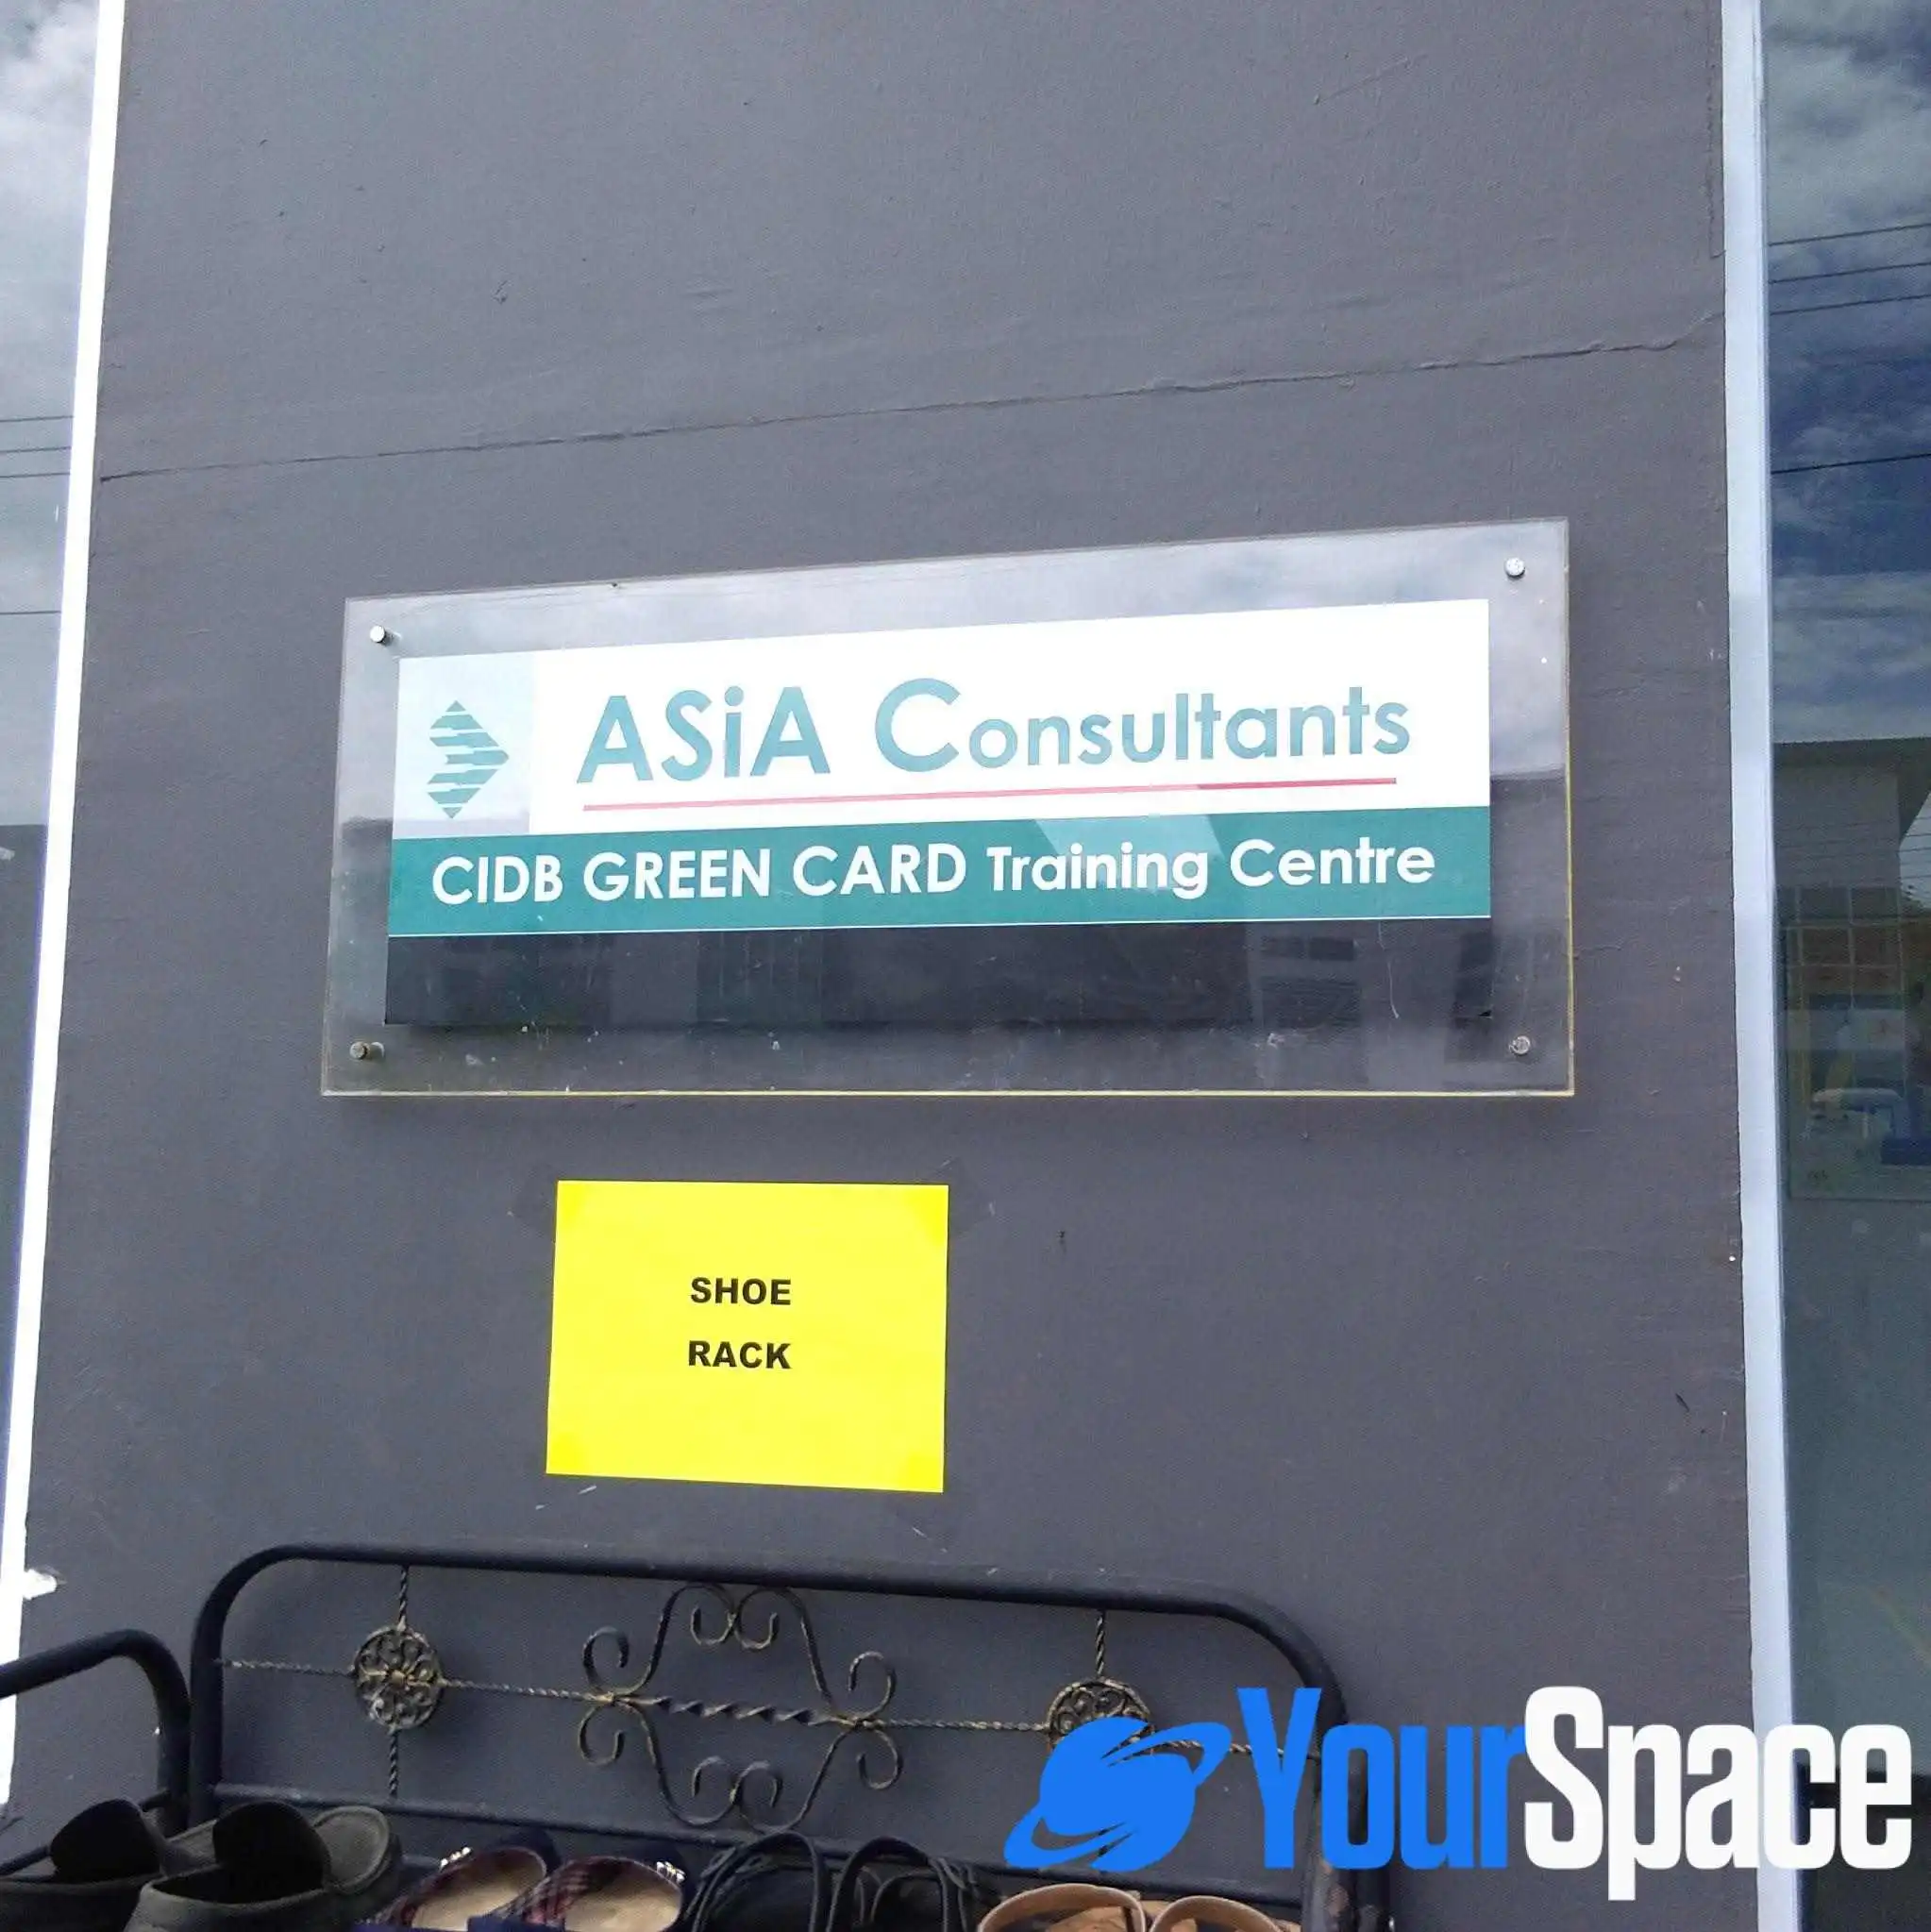 ASiA Consultants
CIDB GREEN CARD Training Centre
SHOE
RACK
YourSpace